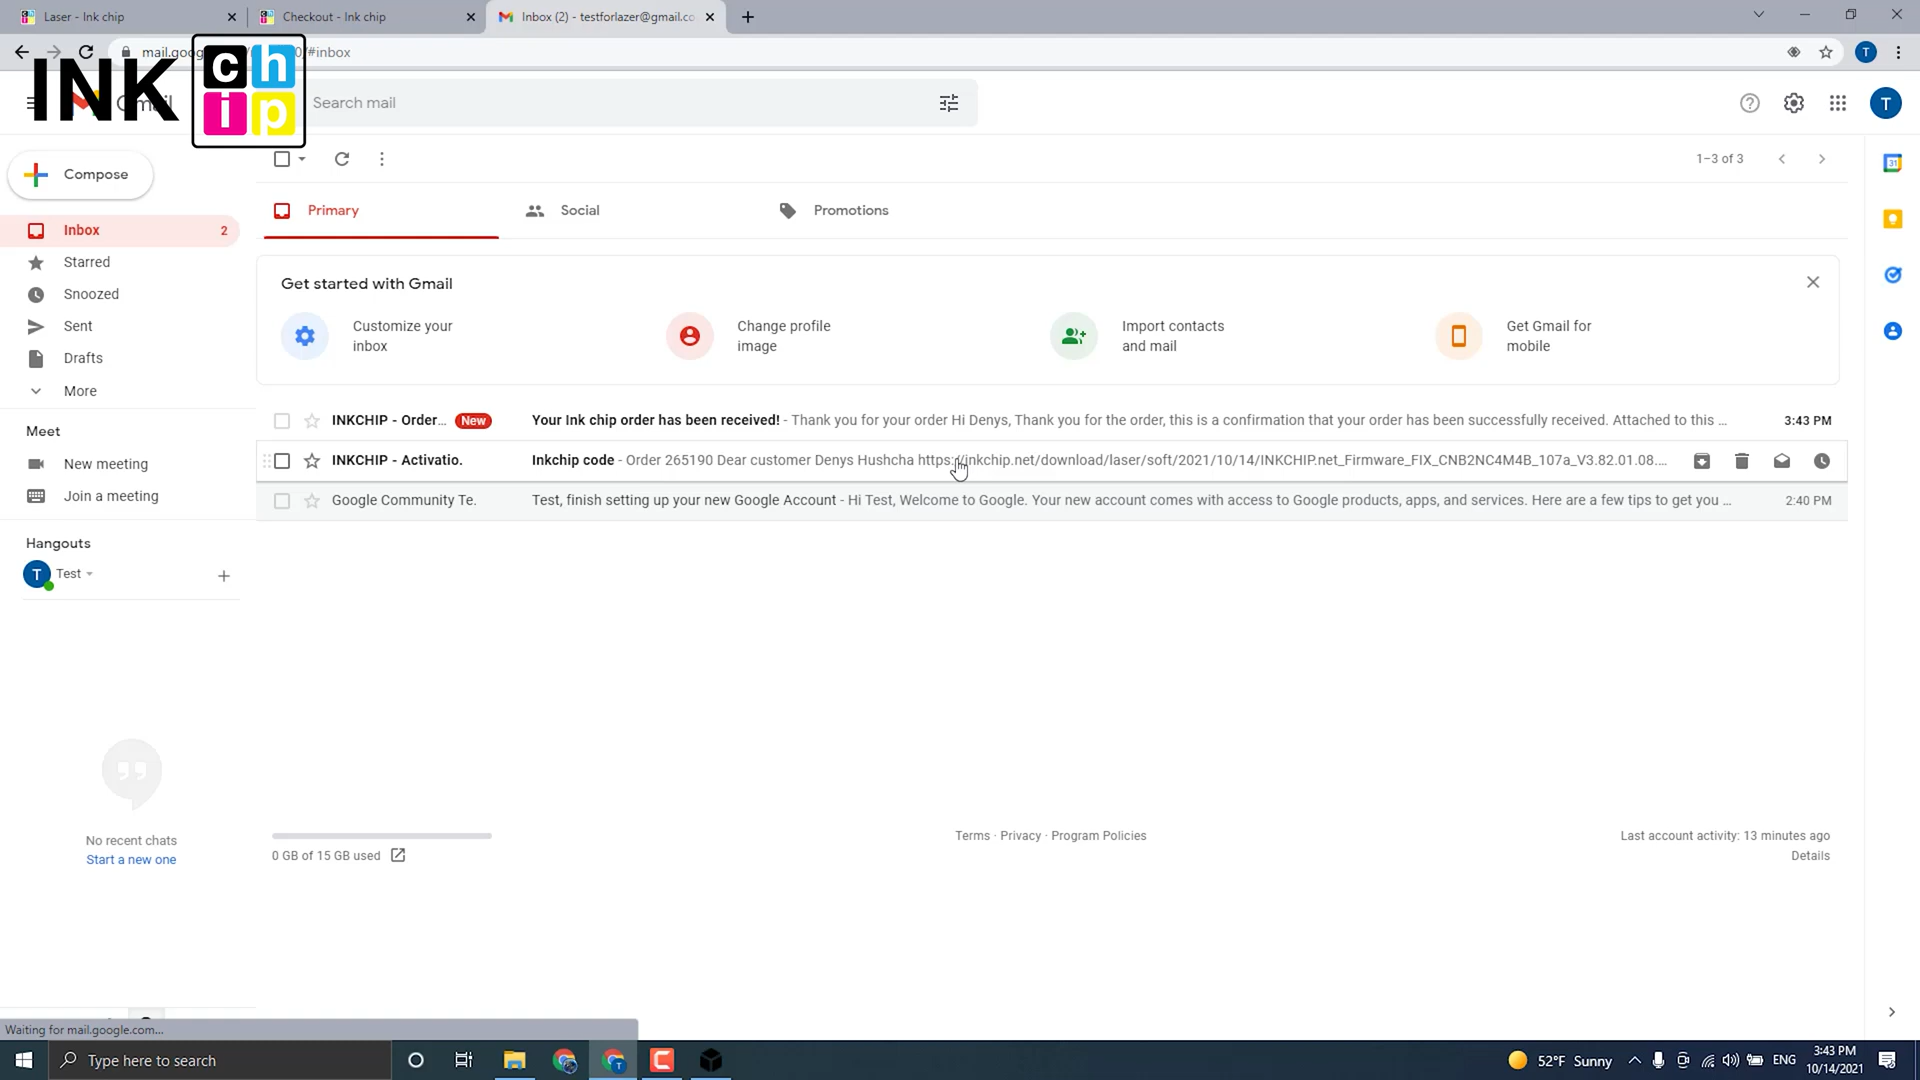 Laser - Ink chip
Checkout - Ink chip
Inbox (2) - testforlazer@gmail.co
#inbox
INK
ch
ip
Search mail
T
T
Compose
1–3 of 3
Primary
Social
Promotions
Inbox
2
Starred
Snoozed
Sent
Drafts
More
Get started with Gmail
Customize your
inbox
Change profile
image
Import contacts
and mail
Get Gmail for
mobile
INKCHIP - Order... New Your Ink chip order has been received! - Thank you for your order Hi Denys, Thank you for the order, this is a confirmation that your order has been successfully received. Attached to this ... 3:43 PM
INKCHIP - Activatio. Inkchip code - Order 265190 Dear customer Denys Hushcha https://inkchip.net/download/laser/soft/2021/10/14/INKCHIP.net_Firmware_FIX_CNB2NC4M4B_107a_V3.82.01.08....
Google Community Te. Test, finish setting up your new Google Account - Hi Test, Welcome to Google. Your new account comes with access to Google products, apps, and services. Here are a few tips to get you ... 2:40 PM
Meet
New meeting
Join a meeting
Hangouts
T Test
No recent chats
Start a new one
0 GB of 15 GB used
Terms · Privacy · Program Policies
Last account activity: 13 minutes ago
Details
Waiting for mail.google.com...
Type here to search
52°F Sunny
ENG
3:43 PM
10/14/2021